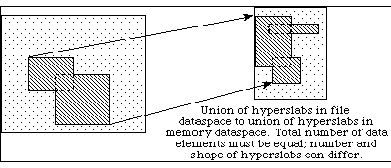 Union of hyperslabs in file
dataspace to union of hyperslabs in
memory dataspace. Total number of data
elements must be equal; number and
shape of hyperslabs can differ.